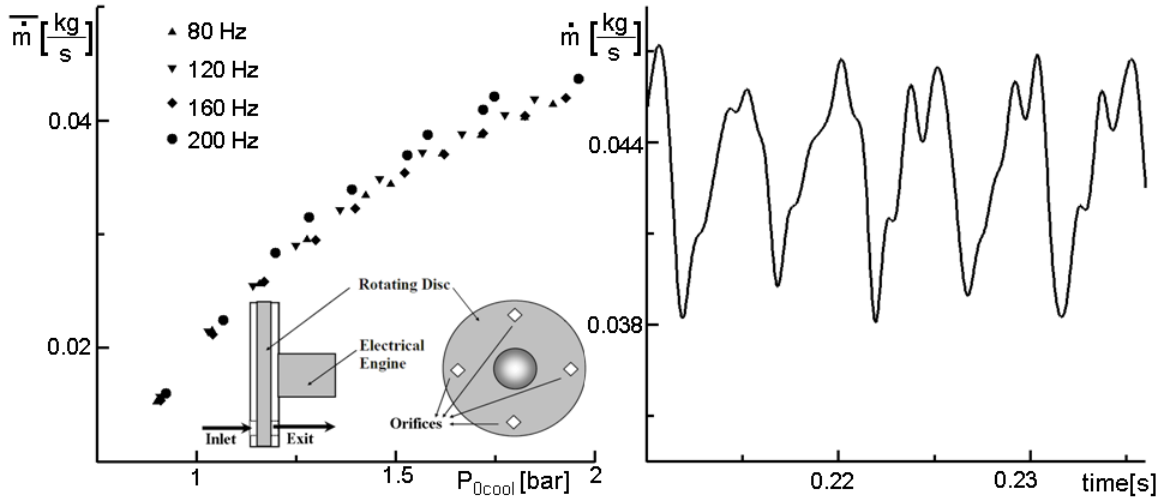 m̅̇ [kg/s]
80 Hz
120 Hz
160 Hz
200 Hz
0.04
0.02
Rotating Disc
Electrical
Engine
Orifices
Inlet
Exit
1
1.5
2
P0cool [bar]
ṁ [kg/s]
0.044
0.038
0.22
0.23
time[s]